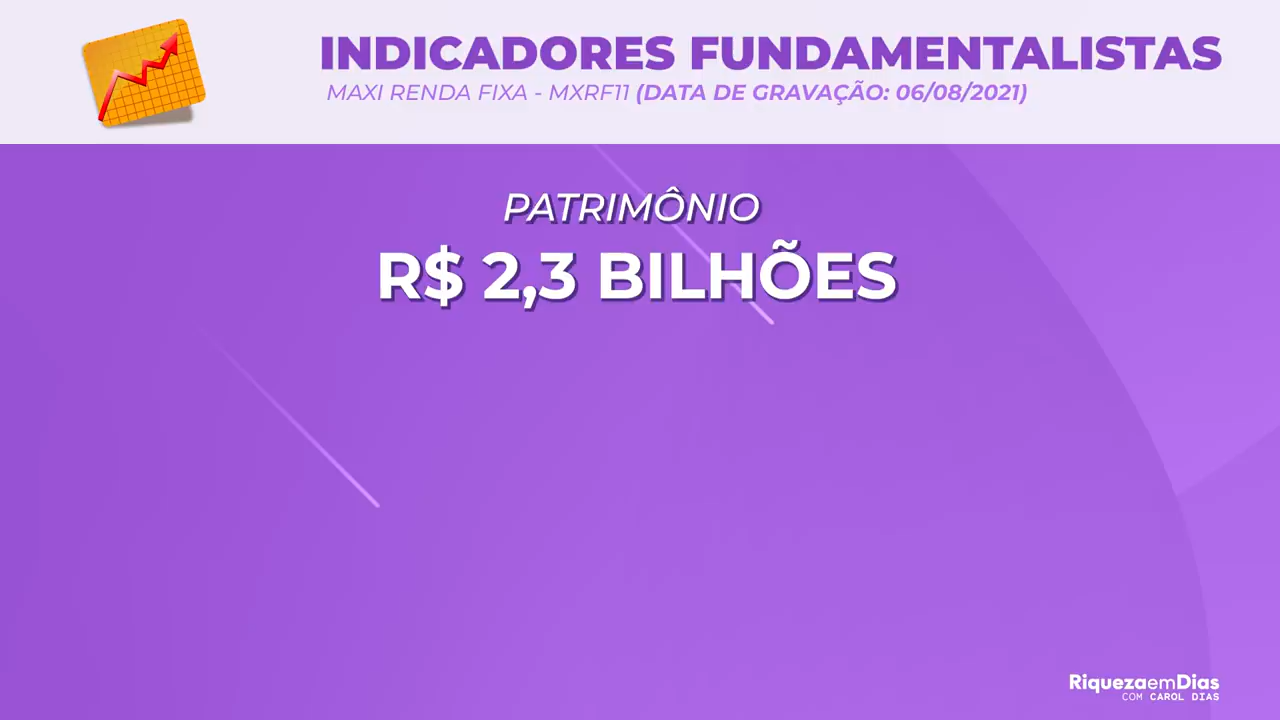 INDICADORES FUNDAMENTALISTAS
MAXI RENDA FIXA - MXRF11 (DATA DE GRAVAÇÃO: 06/08/2021)
PATRIMÔNIO
R$ 2,3 BILHÕES
RiquezaemDias
COM CAROL DIAS